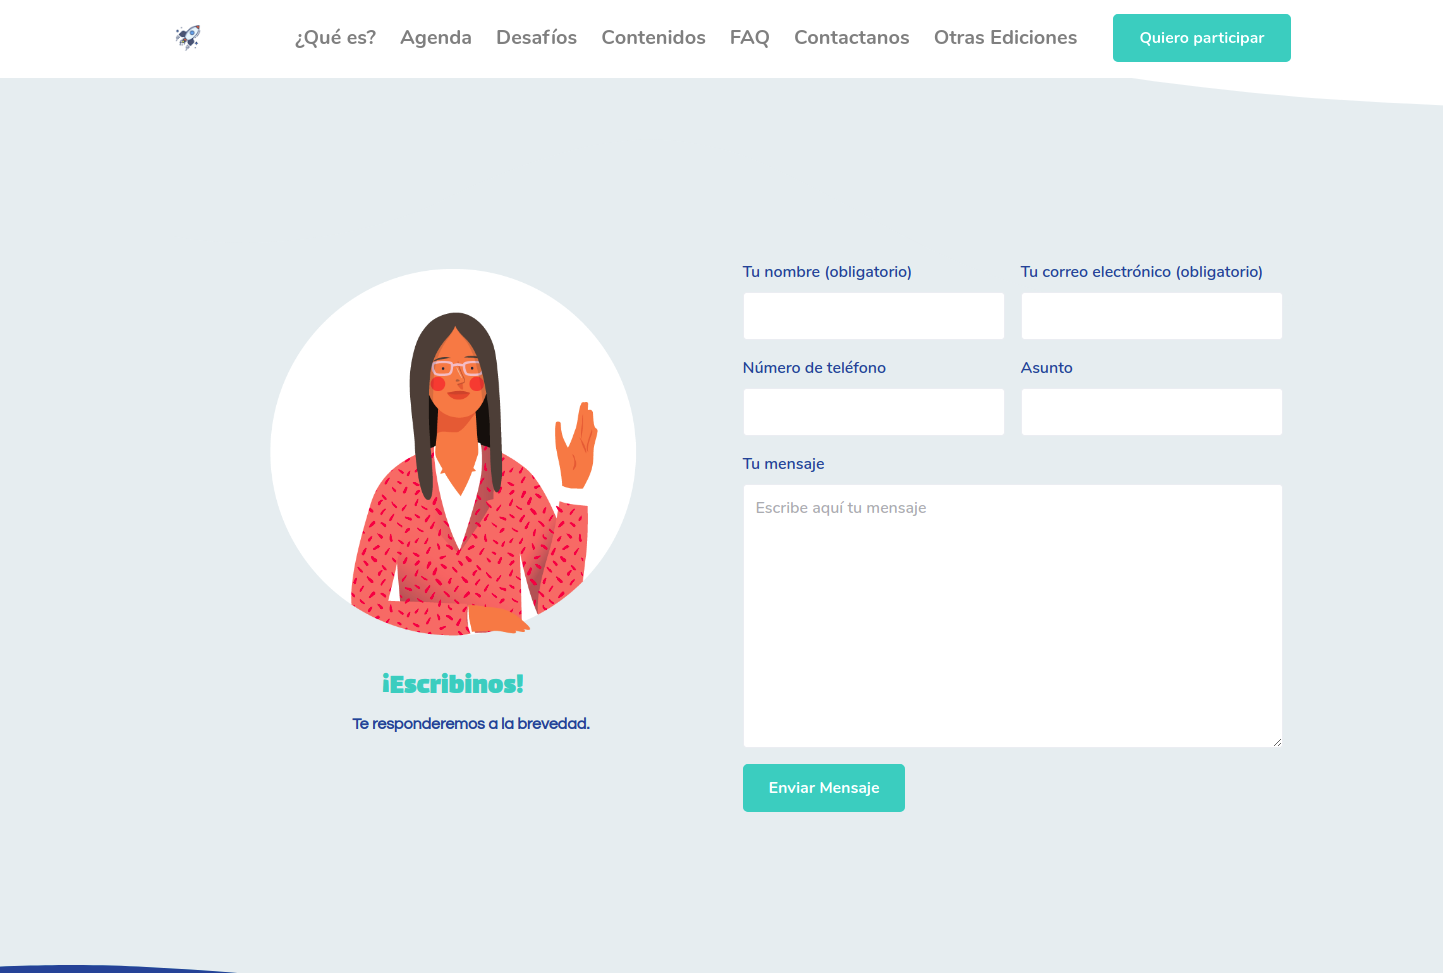 ¿Qué es? Agenda Desafíos Contenidos FAQ Contactanos Otras Ediciones Quiero participar
Tu nombre (obligatorio) Tu correo electrónico (obligatorio)
Número de teléfono Asunto
Tu mensaje
Escribe aquí tu mensaje
¡Escribinos!
Te responderemos a la brevedad.
Enviar Mensaje